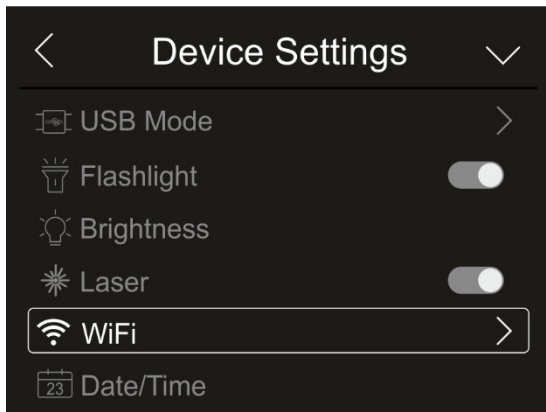 Device Settings
USB Mode
Flashlight
Brightness
Laser
WiFi
23 Date/Time